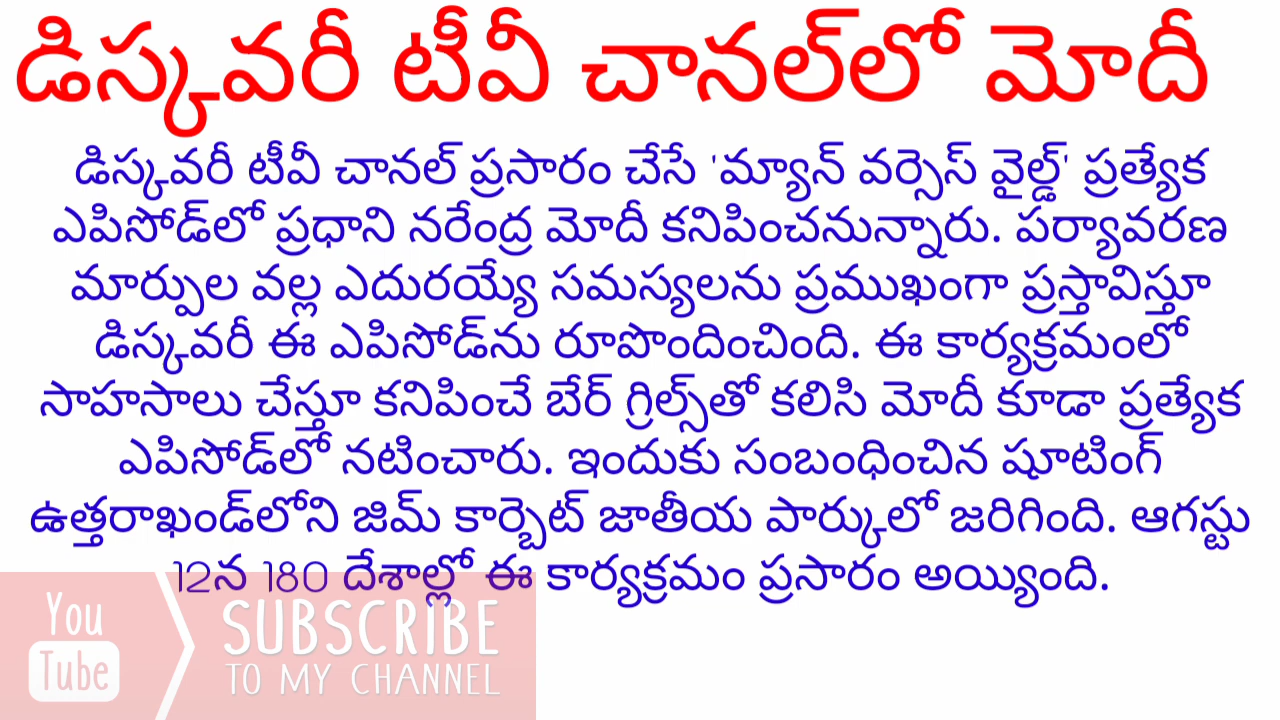 డిస్కవరీ టీవీ చానల్‌లో మోదీ
డిస్కవరీ టీవీ చానల్ ప్రసారం చేసే 'మ్యాన్ వర్సెస్ వైల్డ్' ప్రత్యేక
ఎపిసోడ్‌లో ప్రధాని నరేంద్ర మోదీ కనిపించనున్నారు. పర్యావరణ
మార్పుల వల్ల ఎదురయ్యే సమస్యలను ప్రముఖంగా ప్రస్తావిస్తూ
డిస్కవరీ ఈ ఎపిసోడ్‌ను రూపొందించింది. ఈ కార్యక్రమంలో
సాహసాలు చేస్తూ కనిపించే బేర్ గ్రిల్స్‌తో కలిసి మోదీ కూడా ప్రత్యేక
ఎపిసోడ్‌లో నటించారు. ఇందుకు సంబంధించిన షూటింగ్
ఉత్తరాఖండ్‌లోని జిమ్ కార్బెట్ జాతీయ పార్కులో జరిగింది. ఆగస్టు
12న 180 దేశాల్లో ఈ కార్యక్రమం ప్రసారం అయ్యింది.
You
Tube
SUBSCRIBE
TO MY CHANNEL